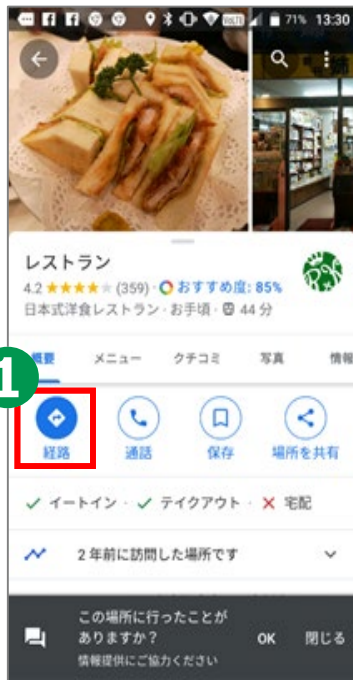 71% 13:30
レストラン
4.2 ★★★★★ (359)・おすすめ度: 85%
日本式洋食レストラン・お手頃・44 分
概要 メニュー クチコミ 写真 情報
1
経路 通話 保存 場所を共有
✓ イートイン・✓ テイクアウト・× 宅配
2 年前に訪問した場所です
この場所に行ったことが
ありますか?
OK 閉じる
情報提供にご協力ください